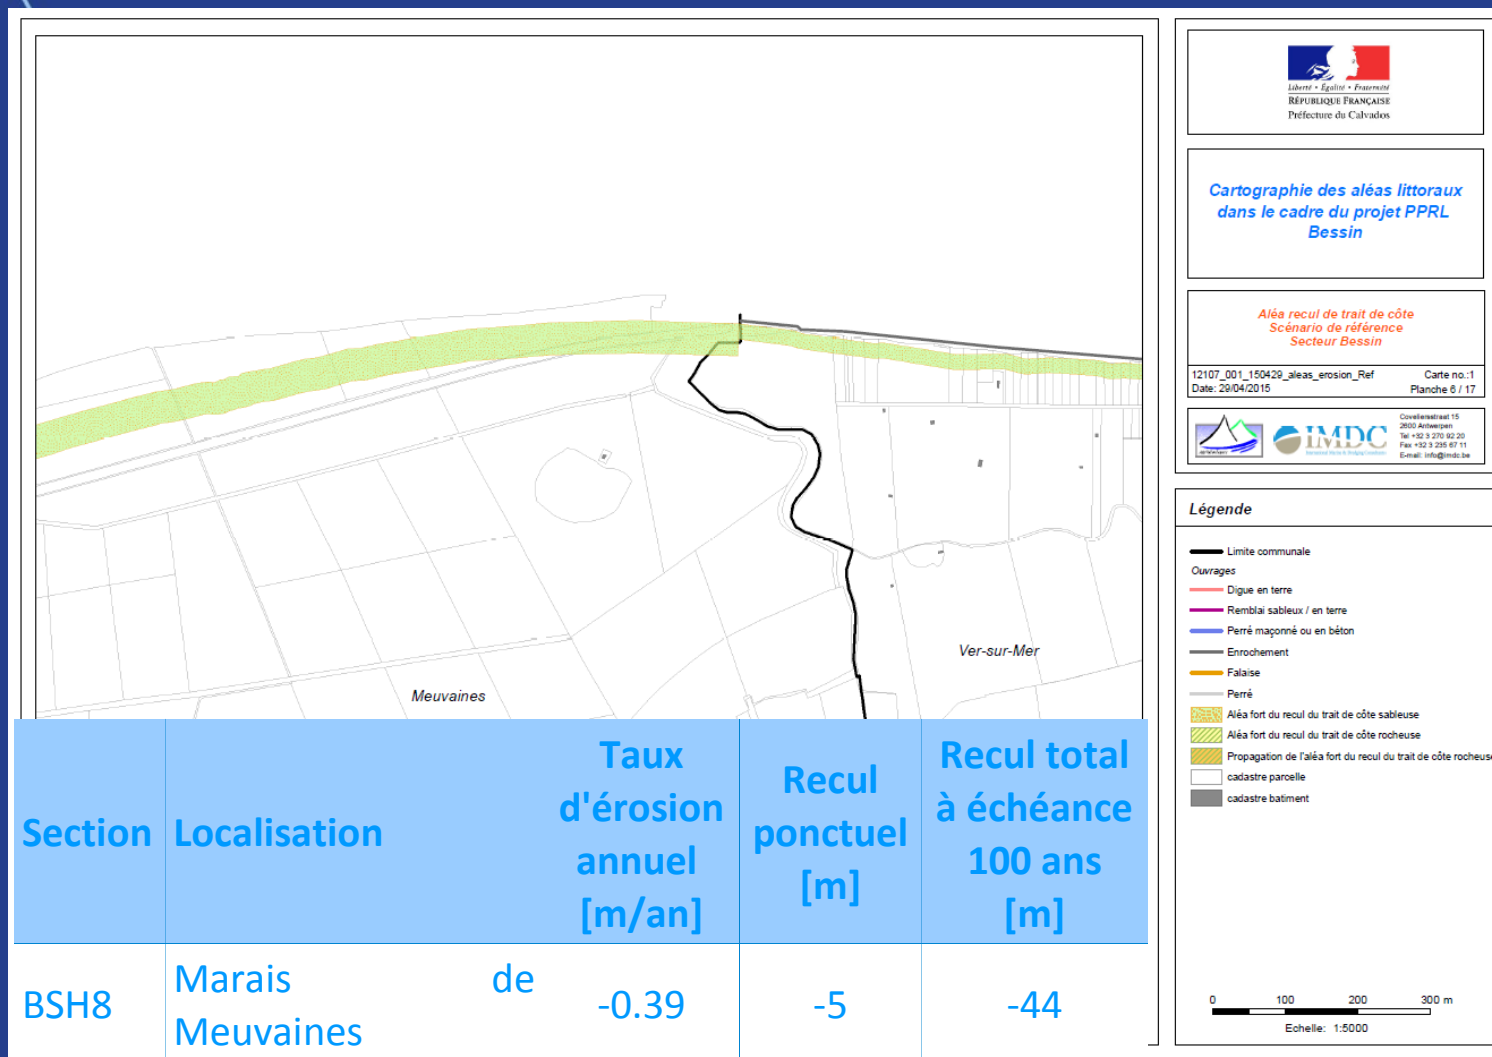 Liberté • Égalité • Fraternité
RÉPUBLIQUE FRANÇAISE
Préfecture du Calvados
Cartographie des aléas littoraux
dans le cadre du projet PPRL
Bessin
Aléa recul de trait de côte
Scénario de référence
Secteur Bessin
12107_001_150429_aleas_erosion_Ref
Carte no.:1
Date: 29/04/2015
Planche 6 / 17
IMDC
Coveliersstraat 15
2600 Antwerpen
Tel +32 3 270 92 20
Fax +32 3 235 67 11
E-mail: info@imdc.be
Légende
Limite communale
Ouvrages
Digue en terre
Remblai sableux / en terre
Perré maçonné ou en béton
Enrochement
Falaise
Perré
Aléa fort du recul du trait de côte sableuse
Aléa fort du recul du trait de côte rocheuse
Propagation de l'aléa fort du recul du trait de côte rocheuse
cadastre parcelle
cadastre batiment
0 100 200 300 m
Echelle: 1:5000
Ver-sur-Mer
Meuvaines
Section
Localisation
Taux
d'érosion
annuel
[m/an]
Recul
ponctuel
[m]
Recul total
à échéance
100 ans
[m]
BSH8
Marais de
Meuvaines
-0.39
-5
-44